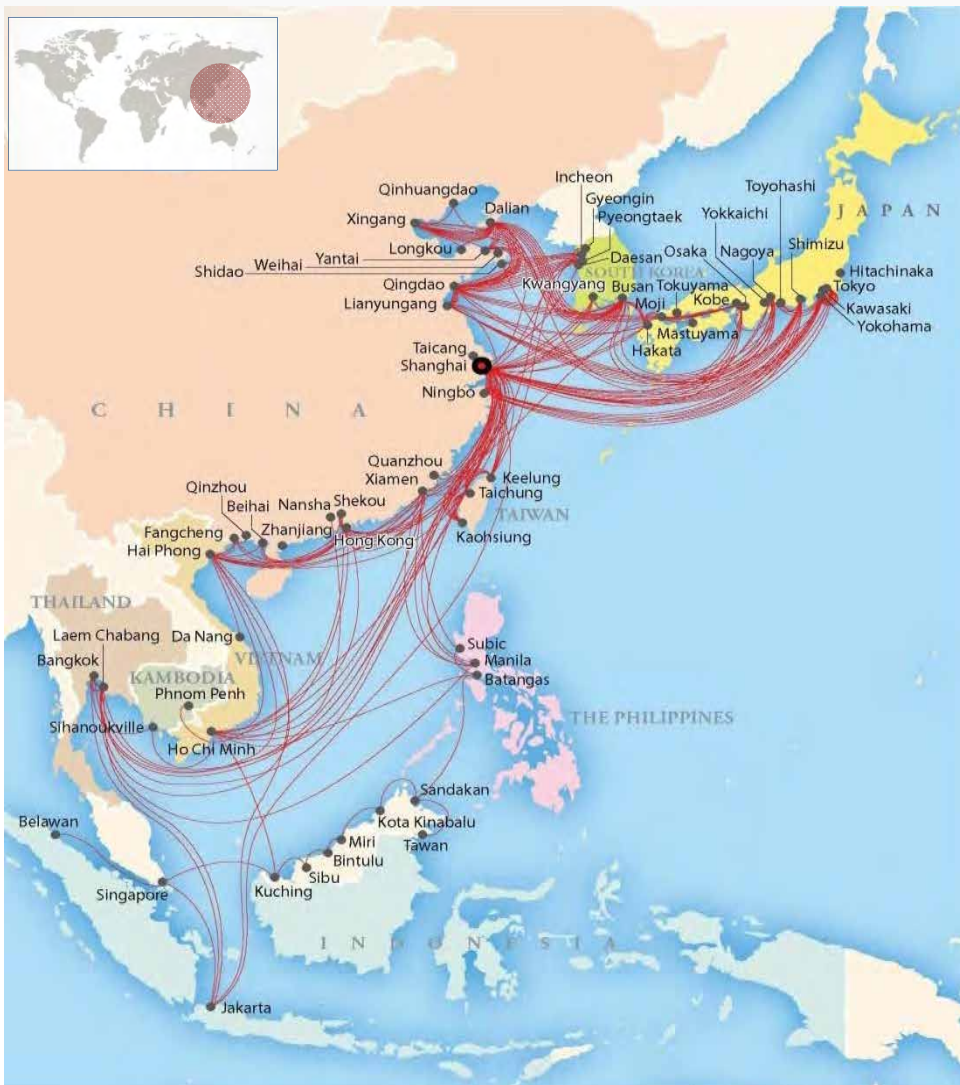 Incheon
Gyeongin
Pyeongtaek
Toyohashi
Qinhuangdao
Dalian
Yokkaichi
JAPAN
Xingang
Longkou
Daesan
Osaka
Nagoya
Shimizu
Yantai
Weihai
Shidao
SOUTH KOREA
Hitachinaka
Kwangyang
Busan
Tokuyama
Tokyo
Qingdao
Moji
Kobe
Kawasaki
Lianyungang
Mastuyama
Yokohama
Hakata
Taicang
Shanghai
Ningbo
CHINA
Quanzhou
Xiamen
Keelung
Qinzhou
Beihai
Nansha
Shekou
Taichung
TAIWAN
Fangcheng
Zhanjiang
Hong Kong
Kaohsiung
Hai Phong
THAILAND
Laem Chabang
Da Nang
Subic
Bangkok
VIETNAM
Manila
KAMBODIA
Batangas
Phnom Penh
THE PHILIPPINES
Sihanoukville
Ho Chi Minh
Sandakan
Belawan
Kota Kinabalu
Miri
Tawan
Bintulu
Singapore
Kuching
Sibu
INDONESIA
Jakarta